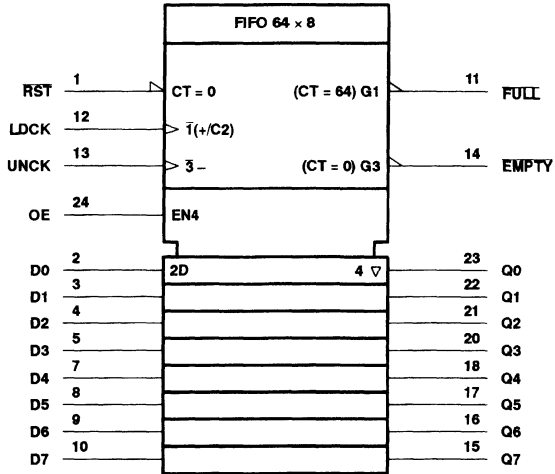 FIFO 64 × 8
R̅S̅T̅ 1 CT = 0 (CT = 64) G1 11 F̅U̅L̅L̅
LDCK 12 1̅(+/C2)
UNCK 13 3̅ – (CT = 0) G3 14 E̅M̅P̅T̅Y̅
OE 24 EN4
D0 2 2D 4 ▽ 23 Q0
D1 3 22 Q1
D2 4 21 Q2
D3 5 20 Q3
D4 7 18 Q4
D5 8 17 Q5
D6 9 16 Q6
D7 10 15 Q7